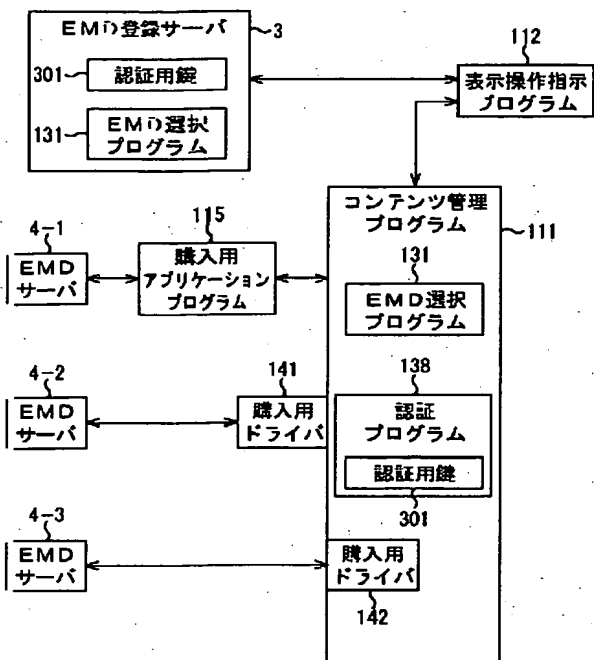 EMD登録サーバ
3
301
認証用鍵
131
EMD選択
プログラム
112
表示操作指示
プログラム
コンテンツ管理
プログラム
111
4-1
EMD
サーバ
115
購入用
アプリケーション
プログラム
131
EMD選択
プログラム
4-2
EMD
サーバ
141
購入用
ドライバ
138
認証
プログラム
認証用鍵
301
4-3
EMD
サーバ
購入用
ドライバ
142